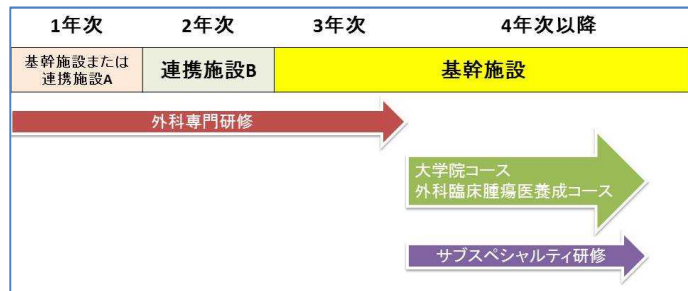 1年次 2年次 3年次 4年次以降
基幹施設または
連携施設A
連携施設B
基幹施設
外科専門研修
大学院コース
外科臨床腫瘍医養成コース
サブスペシャルティ研修